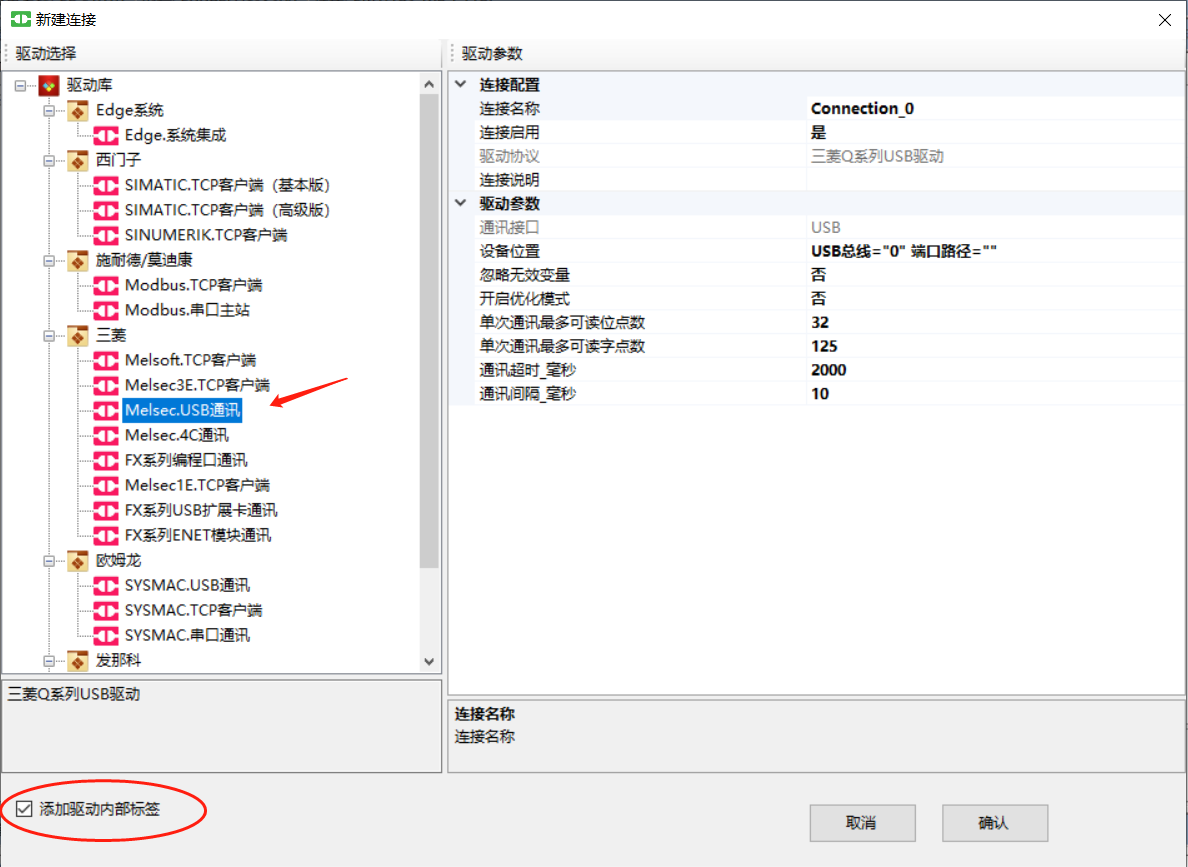 新建连接
驱动选择
驱动库
Edge系统
Edge.系统集成
西门子
SIMATIC.TCP客户端（基本版）
SIMATIC.TCP客户端（高级版）
SINUMERIK.TCP客户端
施耐德/莫迪康
Modbus.TCP客户端
Modbus.串口主站
三菱
Melsoft.TCP客户端
Melsec3E.TCP客户端
Melsec.USB通讯
Melsec.4C通讯
FX系列编程口通讯
Melsec1E.TCP客户端
FX系列USB扩展卡通讯
FX系列ENET模块通讯
欧姆龙
SYSMAC.USB通讯
SYSMAC.TCP客户端
SYSMAC.串口通讯
发那科
三菱Q系列USB驱动
添加驱动内部标签
驱动参数
连接配置
连接名称 Connection_0
连接启用 是
驱动协议 三菱Q系列USB驱动
连接说明
驱动参数
通讯接口 USB
设备位置 USB总线="0" 端口路径=""
忽略无效变量 否
开启优化模式 否
单次通讯最多可读位点数 32
单次通讯最多可读字点数 125
通讯超时_毫秒 2000
通讯间隔_毫秒 10
连接名称
连接名称
取消 确认